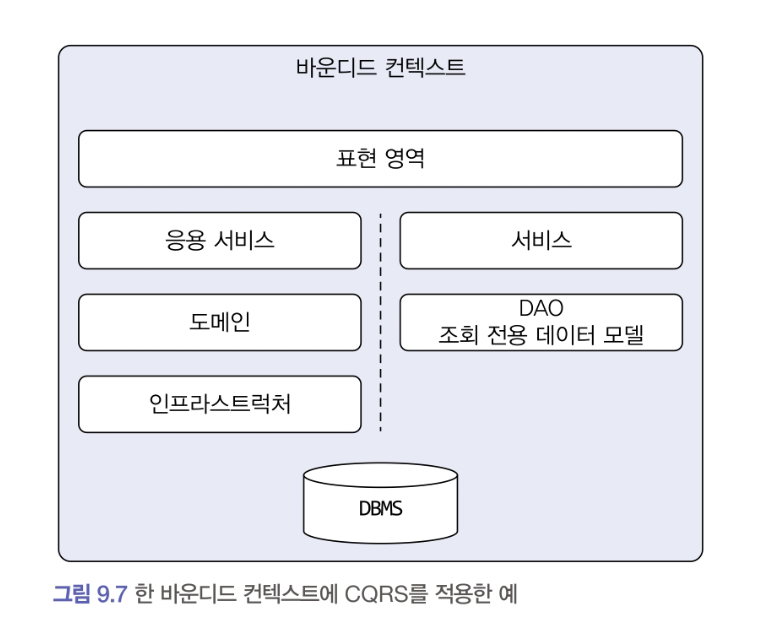 바운디드 컨텍스트
표현 영역
응용 서비스
서비스
도메인
DAO
조회 전용 데이터 모델
인프라스트럭처
DBMS
그림 9.7 한 바운디드 컨텍스트에 CQRS를 적용한 예